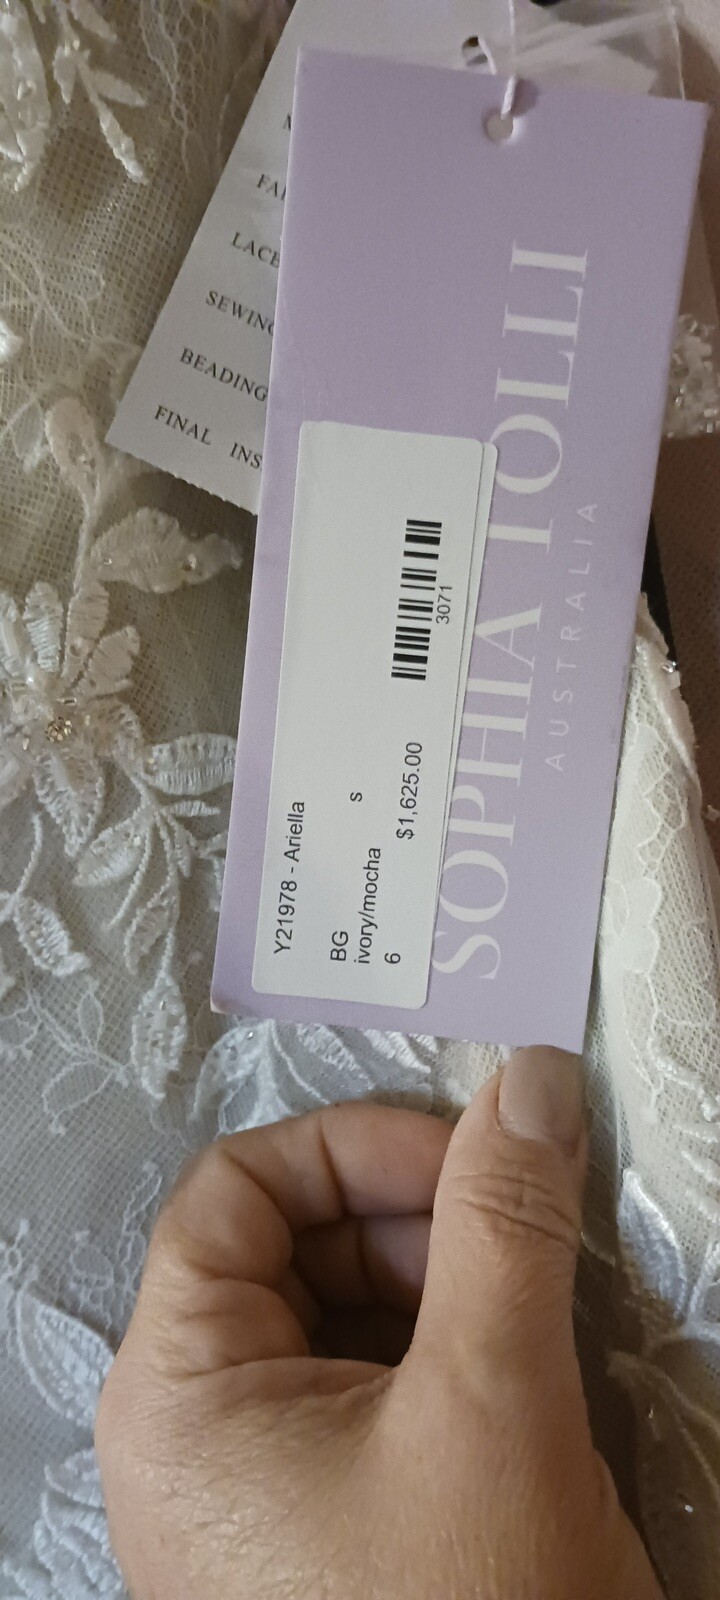 SOPHIA TOLLI
AUSTRALIA
Y21978 - Ariella
BG s
ivory/mocha
6 $1,625.00
3071
LACE
SEWING
BEADING
FINAL